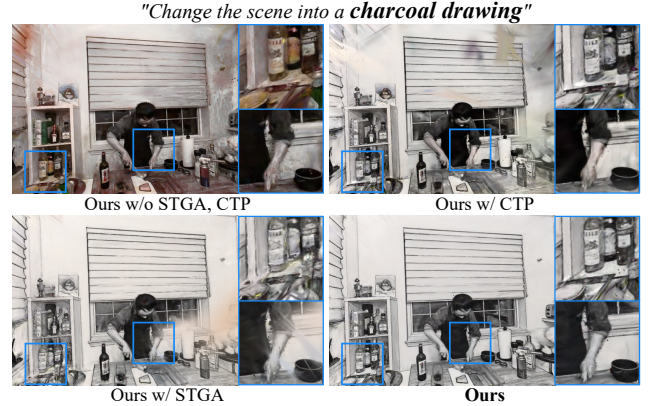 "Change the scene into a charcoal drawing"
Ours w/o STGA, CTP
Ours w/ CTP
Ours w/ STGA
Ours